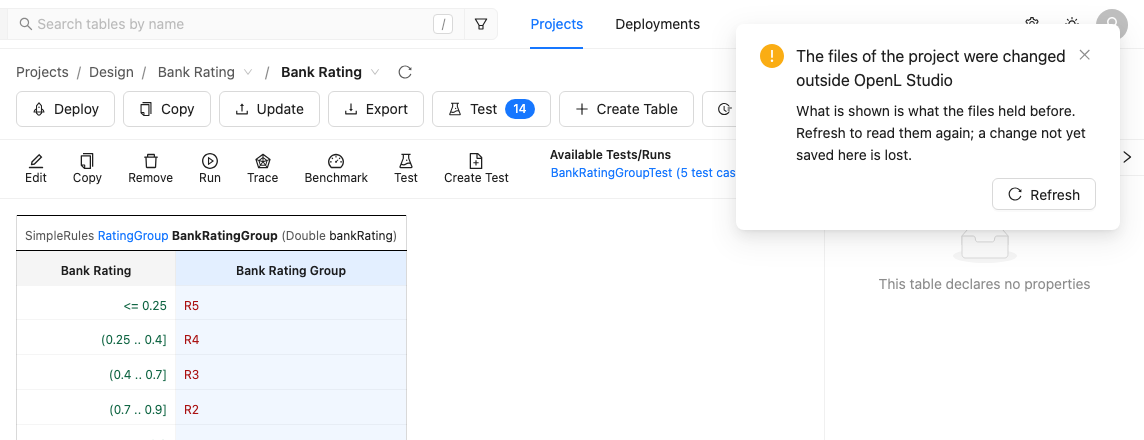 Search tables by name /
Projects Deployments
Projects / Design / Bank Rating / Bank Rating
Deploy Copy Update Export Test 14 Create Table
Edit Copy Remove Run Trace Benchmark Test Create Test
Available Tests/Runs
BankRatingGroupTest (5 test cas
The files of the project were changed
outside OpenL Studio
What is shown is what the files held before.
Refresh to read them again; a change not yet
saved here is lost.
Refresh
SimpleRules RatingGroup BankRatingGroup (Double bankRating)
Bank Rating Bank Rating Group
<= 0.25 R5
(0.25 .. 0.4] R4
(0.4 .. 0.7] R3
(0.7 .. 0.9] R2
This table declares no properties